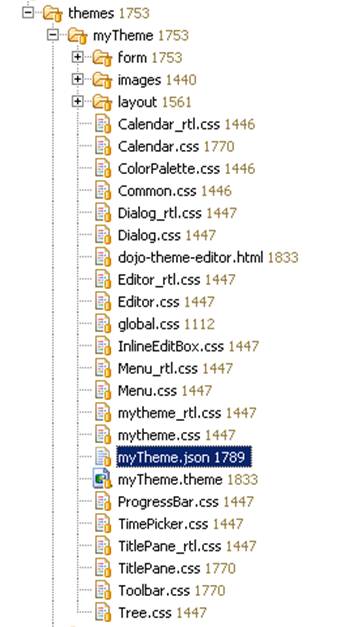 themes 1753
myTheme 1753
form 1753
images 1440
layout 1561
Calendar_rtl.css 1446
Calendar.css 1770
ColorPalette.css 1446
Common.css 1446
Dialog_rtl.css 1447
Dialog.css 1447
dojo-theme-editor.html 1833
Editor_rtl.css 1447
Editor.css 1447
global.css 1112
InlineEditBox.css 1447
Menu_rtl.css 1447
Menu.css 1447
mytheme_rtl.css 1447
mytheme.css 1447
myTheme.json 1789
myTheme.theme 1833
ProgressBar.css 1447
TimePicker.css 1447
TitlePane_rtl.css 1447
TitlePane.css 1770
Toolbar.css 1770
Tree.css 1447